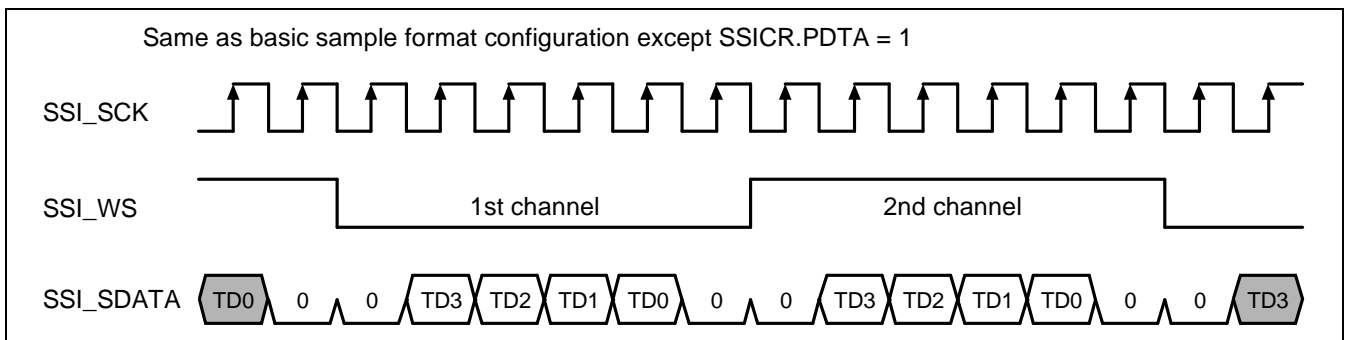 Same as basic sample format configuration except SSICR.PDTA = 1
SSI_SCK
SSI_WS 1st channel 2nd channel
SSI_SDATA TD0 0 0 TD3 TD2 TD1 TD0 0 0 TD3 TD2 TD1 TD0 0 0 TD3